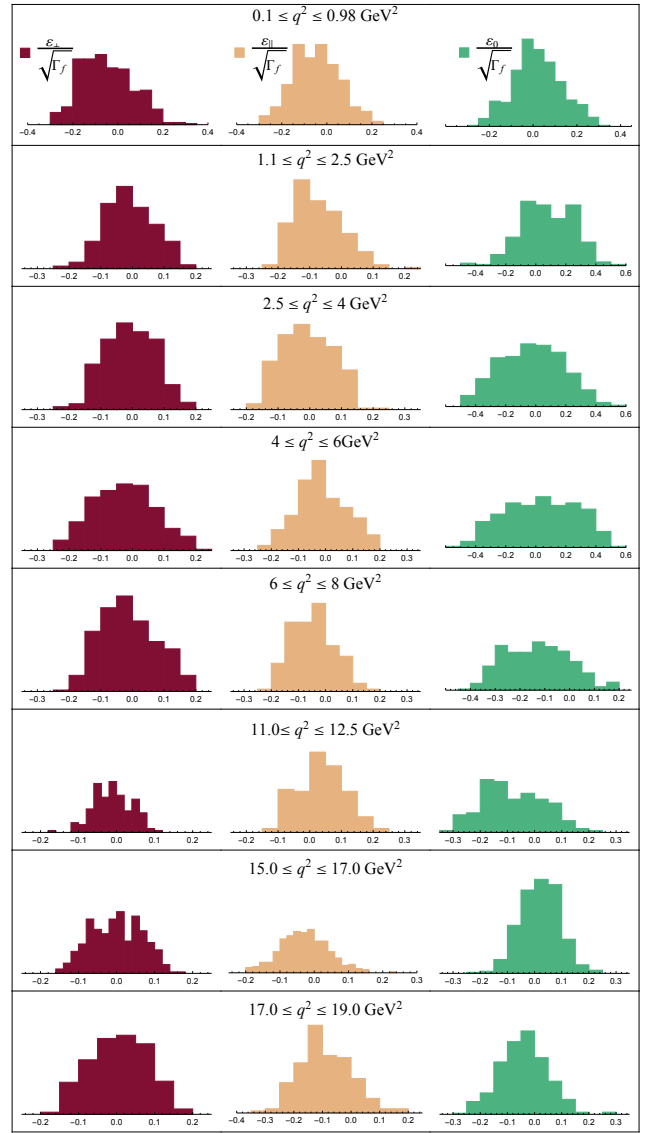 0.1 ≤ q² ≤ 0.98 GeV²
ε⊥/√Γf ε||/√Γf ε0/√Γf
-0.4 -0.2 0.0 0.2 0.4 -0.4 -0.2 0.0 0.2 0.4 -0.4 -0.2 0.0 0.2 0.4
1.1 ≤ q² ≤ 2.5 GeV²
-0.3 -0.2 -0.1 0.0 0.1 0.2 -0.3 -0.2 -0.1 0.0 0.1 0.2 -0.6 -0.4 -0.2 0.0 0.2 0.4 0.6
2.5 ≤ q² ≤ 4 GeV²
-0.3 -0.2 -0.1 0.0 0.1 0.2 -0.2 -0.1 0.0 0.1 0.2 0.3 -0.6 -0.4 -0.2 0.0 0.2 0.4 0.6
4 ≤ q² ≤ 6GeV²
-0.3 -0.2 -0.1 0.0 0.1 0.2 -0.3 -0.2 -0.1 0.0 0.1 0.2 0.3 -0.6 -0.4 -0.2 0.0 0.2 0.4 0.6
6 ≤ q² ≤ 8 GeV²
-0.3 -0.2 -0.1 0.0 0.1 0.2 -0.3 -0.2 -0.1 0.0 0.1 0.2 0.3 -0.5 -0.4 -0.3 -0.2 -0.1 0.0 0.1 0.2
11.0≤ q² ≤ 12.5 GeV²
-0.2 -0.1 0.0 0.1 0.2 -0.2 -0.1 0.0 0.1 0.2 0.3 -0.3 -0.2 -0.1 0.0 0.1 0.2 0.3
15.0 ≤ q² ≤ 17.0 GeV²
-0.2 -0.1 0.0 0.1 0.2 -0.2 -0.1 0.0 0.1 0.2 0.3 -0.3 -0.2 -0.1 0.0 0.1 0.2 0.3
17.0 ≤ q² ≤ 19.0 GeV²
-0.2 -0.1 0.0 0.1 0.2 -0.4 -0.3 -0.2 -0.1 0.0 0.1 0.2 -0.3 -0.2 -0.1 0.0 0.1 0.2 0.3